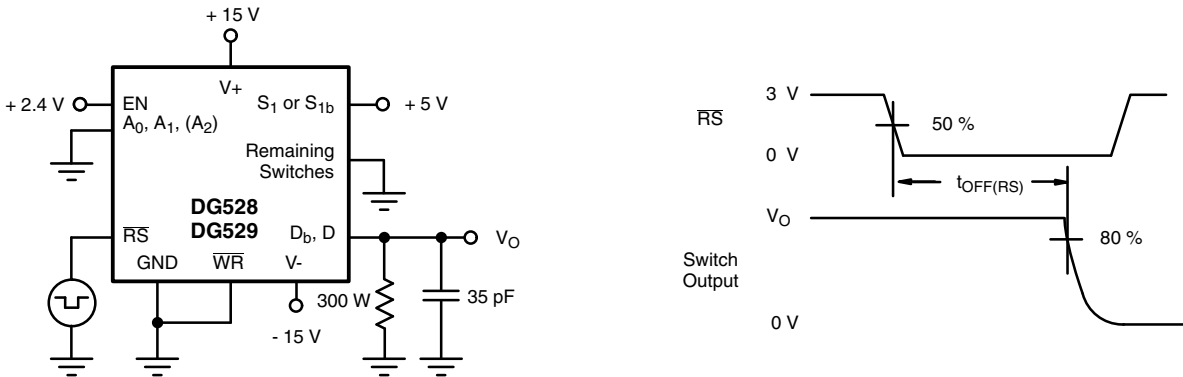 + 15 V
V+
+ 2.4 V
EN
S1 or S1b
+ 5 V
A0, A1, (A2)
Remaining
Switches
DG528
DG529
RS
Db, D
VO
GND
WR
V-
300 W
35 pF
- 15 V
3 V
RS
50 %
0 V
tOFF(RS)
VO
80 %
Switch
Output
0 V